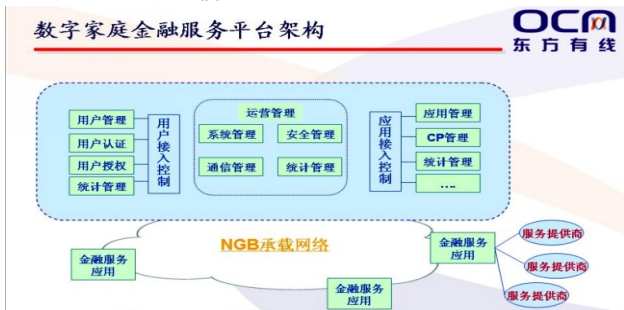 数字家庭金融服务平台架构
OCN
东方有线
用户管理
用户认证
用户授权
统计管理
用户接入控制
运营管理
系统管理
安全管理
通信管理
统计管理
应用接入控制
应用管理
CP管理
统计管理
....
NGB承载网络
金融服务
应用
金融服务
应用
金融服务
应用
服务提供商
服务提供商
服务提供商